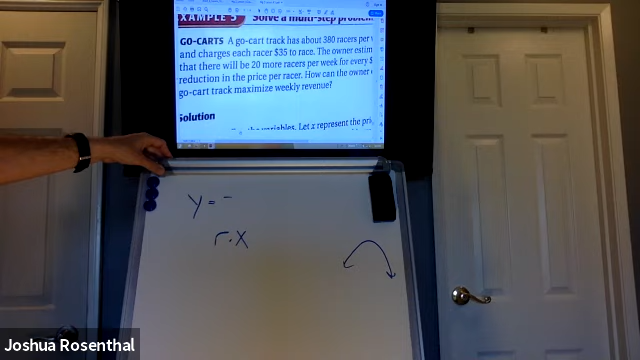 XAMPLE 5 Solve a multi-step problem
GO-CARTS A go-cart track has about 380 racers per
and charges each racer $35 to race. The owner estim
that there will be 20 more racers per week for every $
reduction in the price per racer. How can the owner
go-cart track maximize weekly revenue?
Solution
variables. Let x represent the pri
y = -
r·x
Joshua Rosenthal